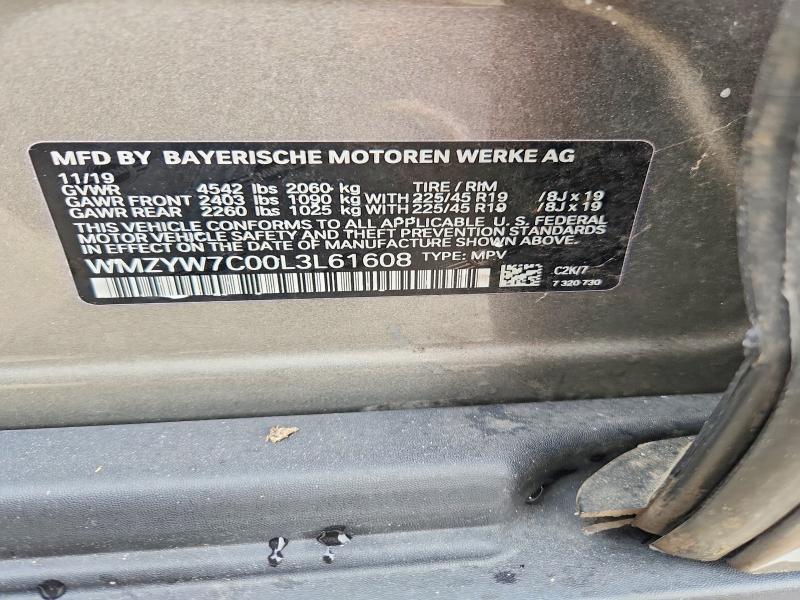 MFD BY BAYERISCHE MOTOREN WERKE AG
11/19
GVWR 4542 lbs 2060 kg TIRE / RIM
GAWR FRONT 2403 lbs 1090 kg WITH 225/45 R19 /8J x 19
GAWR REAR 2260 lbs 1025 kg WITH 225/45 R19 /8J x 19
THIS VEHICLE CONFORMS TO ALL APPLICABLE U. S. FEDERAL
MOTOR VEHICLE SAFETY AND THEFT PREVENTION STANDARDS
IN EFFECT ON THE DATE OF MANUFACTURE SHOWN ABOVE.
WMZYW7C00L3L61608 TYPE: MPV
C2K/7
7 320 730